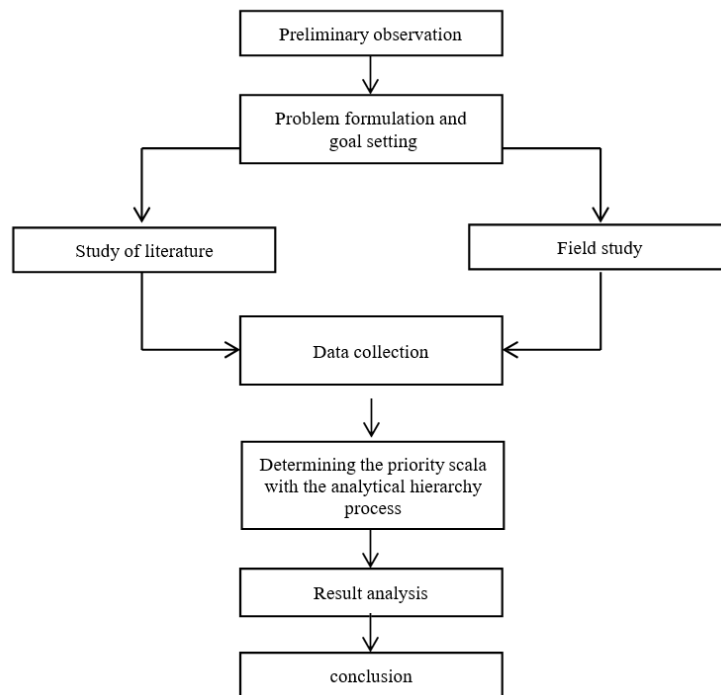 Preliminary observation
Problem formulation and
goal setting
Study of literature
Field study
Data collection
Determining the priority scala
with the analytical hierarchy
process
Result analysis
conclusion